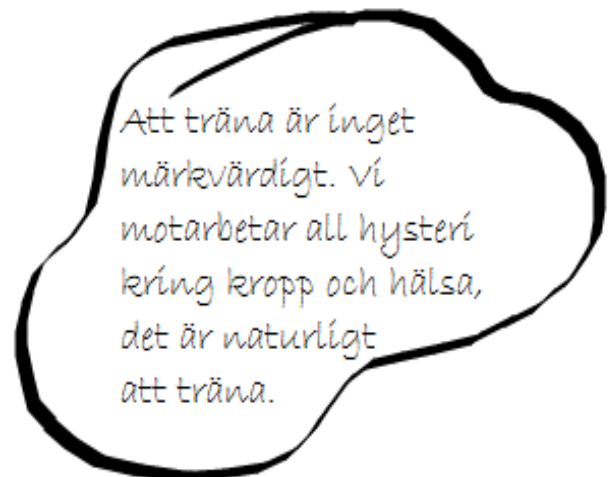 Att träna är inget
märkvärdigt. Vi
motarbetar all hysteri
kring kropp och hälsa,
det är naturligt
att träna.